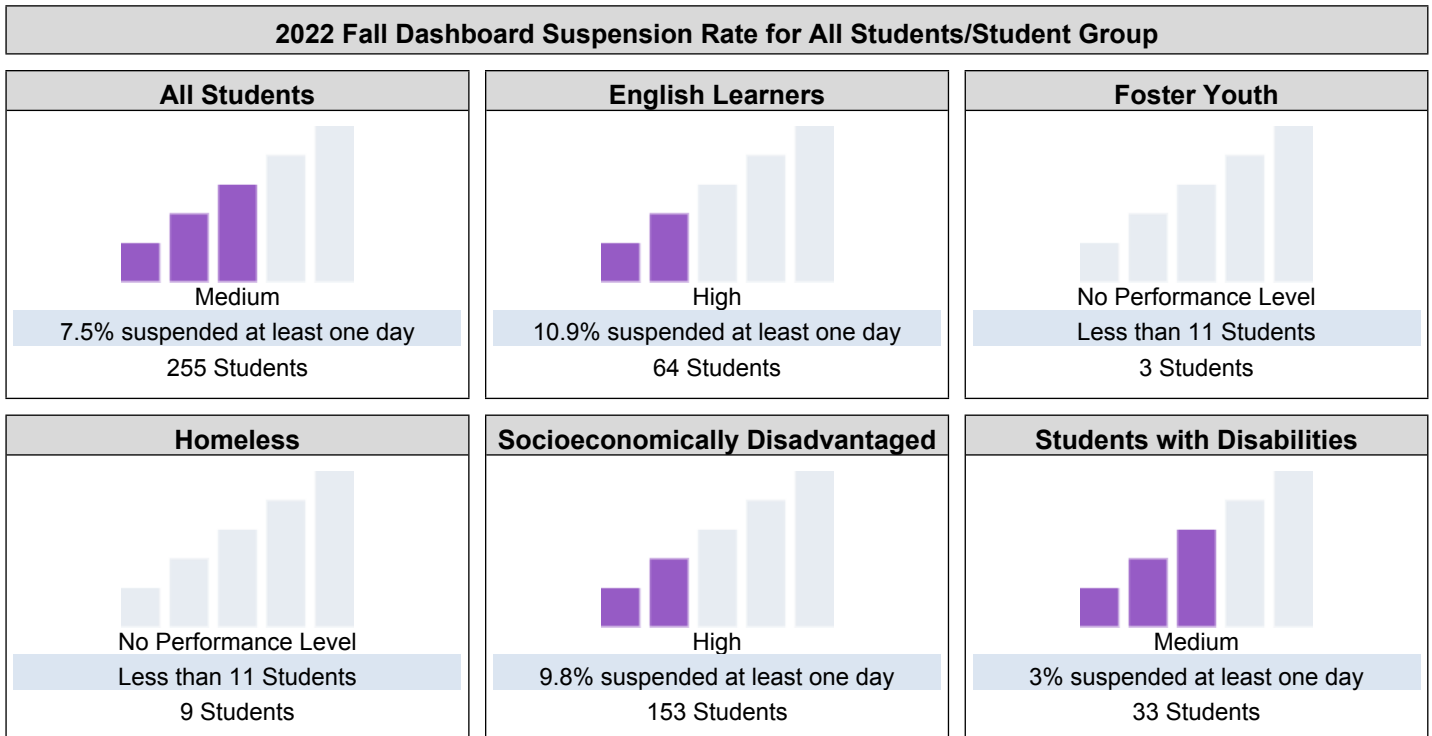 2022 Fall Dashboard Suspension Rate for All Students/Student Group
All Students
Medium
7.5% suspended at least one day
255 Students
English Learners
High
10.9% suspended at least one day
64 Students
Foster Youth
No Performance Level
Less than 11 Students
3 Students
Homeless
No Performance Level
Less than 11 Students
9 Students
Socioeconomically Disadvantaged
High
9.8% suspended at least one day
153 Students
Students with Disabilities
Medium
3% suspended at least one day
33 Students